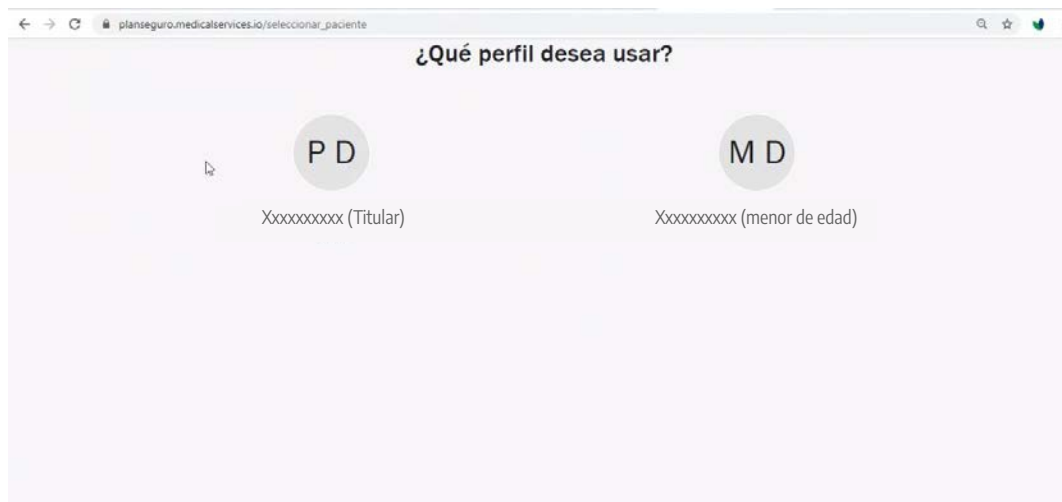 planseguro.medicalservices.io/seleccionar_paciente
¿Qué perfil desea usar?
P D
M D
Xxxxxxxxxx (Titular)
Xxxxxxxxxx (menor de edad)